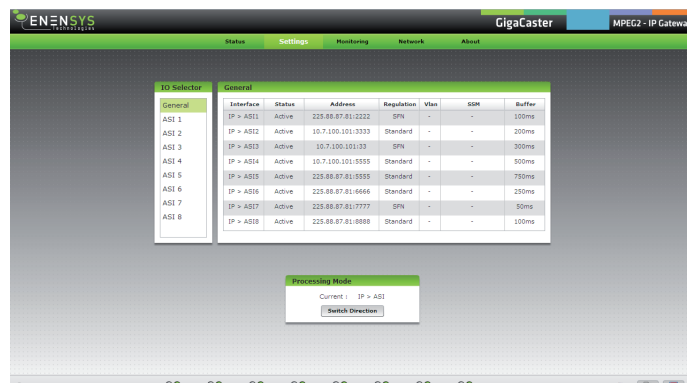 ENENSYS
Technologies
GigaCaster
MPEG2 - IP Gatewa
Status Settings Monitoring Network About
IO Selector
General
ASI 1
ASI 2
ASI 3
ASI 4
ASI 5
ASI 6
ASI 7
ASI 8
General
Interface Status Address Regulation Vlan SSM Buffer
IP > ASI1 Active 225.88.87.81:2222 SFN - - 100ms
IP > ASI2 Active 10.7.100.101:3333 Standard - - 200ms
IP > ASI3 Active 10.7.100.101:33 SFN - - 300ms
IP > ASI4 Active 10.7.100.101:5555 Standard - - 500ms
IP > ASI5 Active 225.88.87.81:5555 Standard - - 750ms
IP > ASI6 Active 225.88.87.81:6666 Standard - - 250ms
IP > ASI7 Active 225.88.87.81:7777 SFN - - 50ms
IP > ASI8 Active 225.88.87.81:8888 Standard - - 100ms
Processing Mode
Current : IP > ASI
Switch Direction